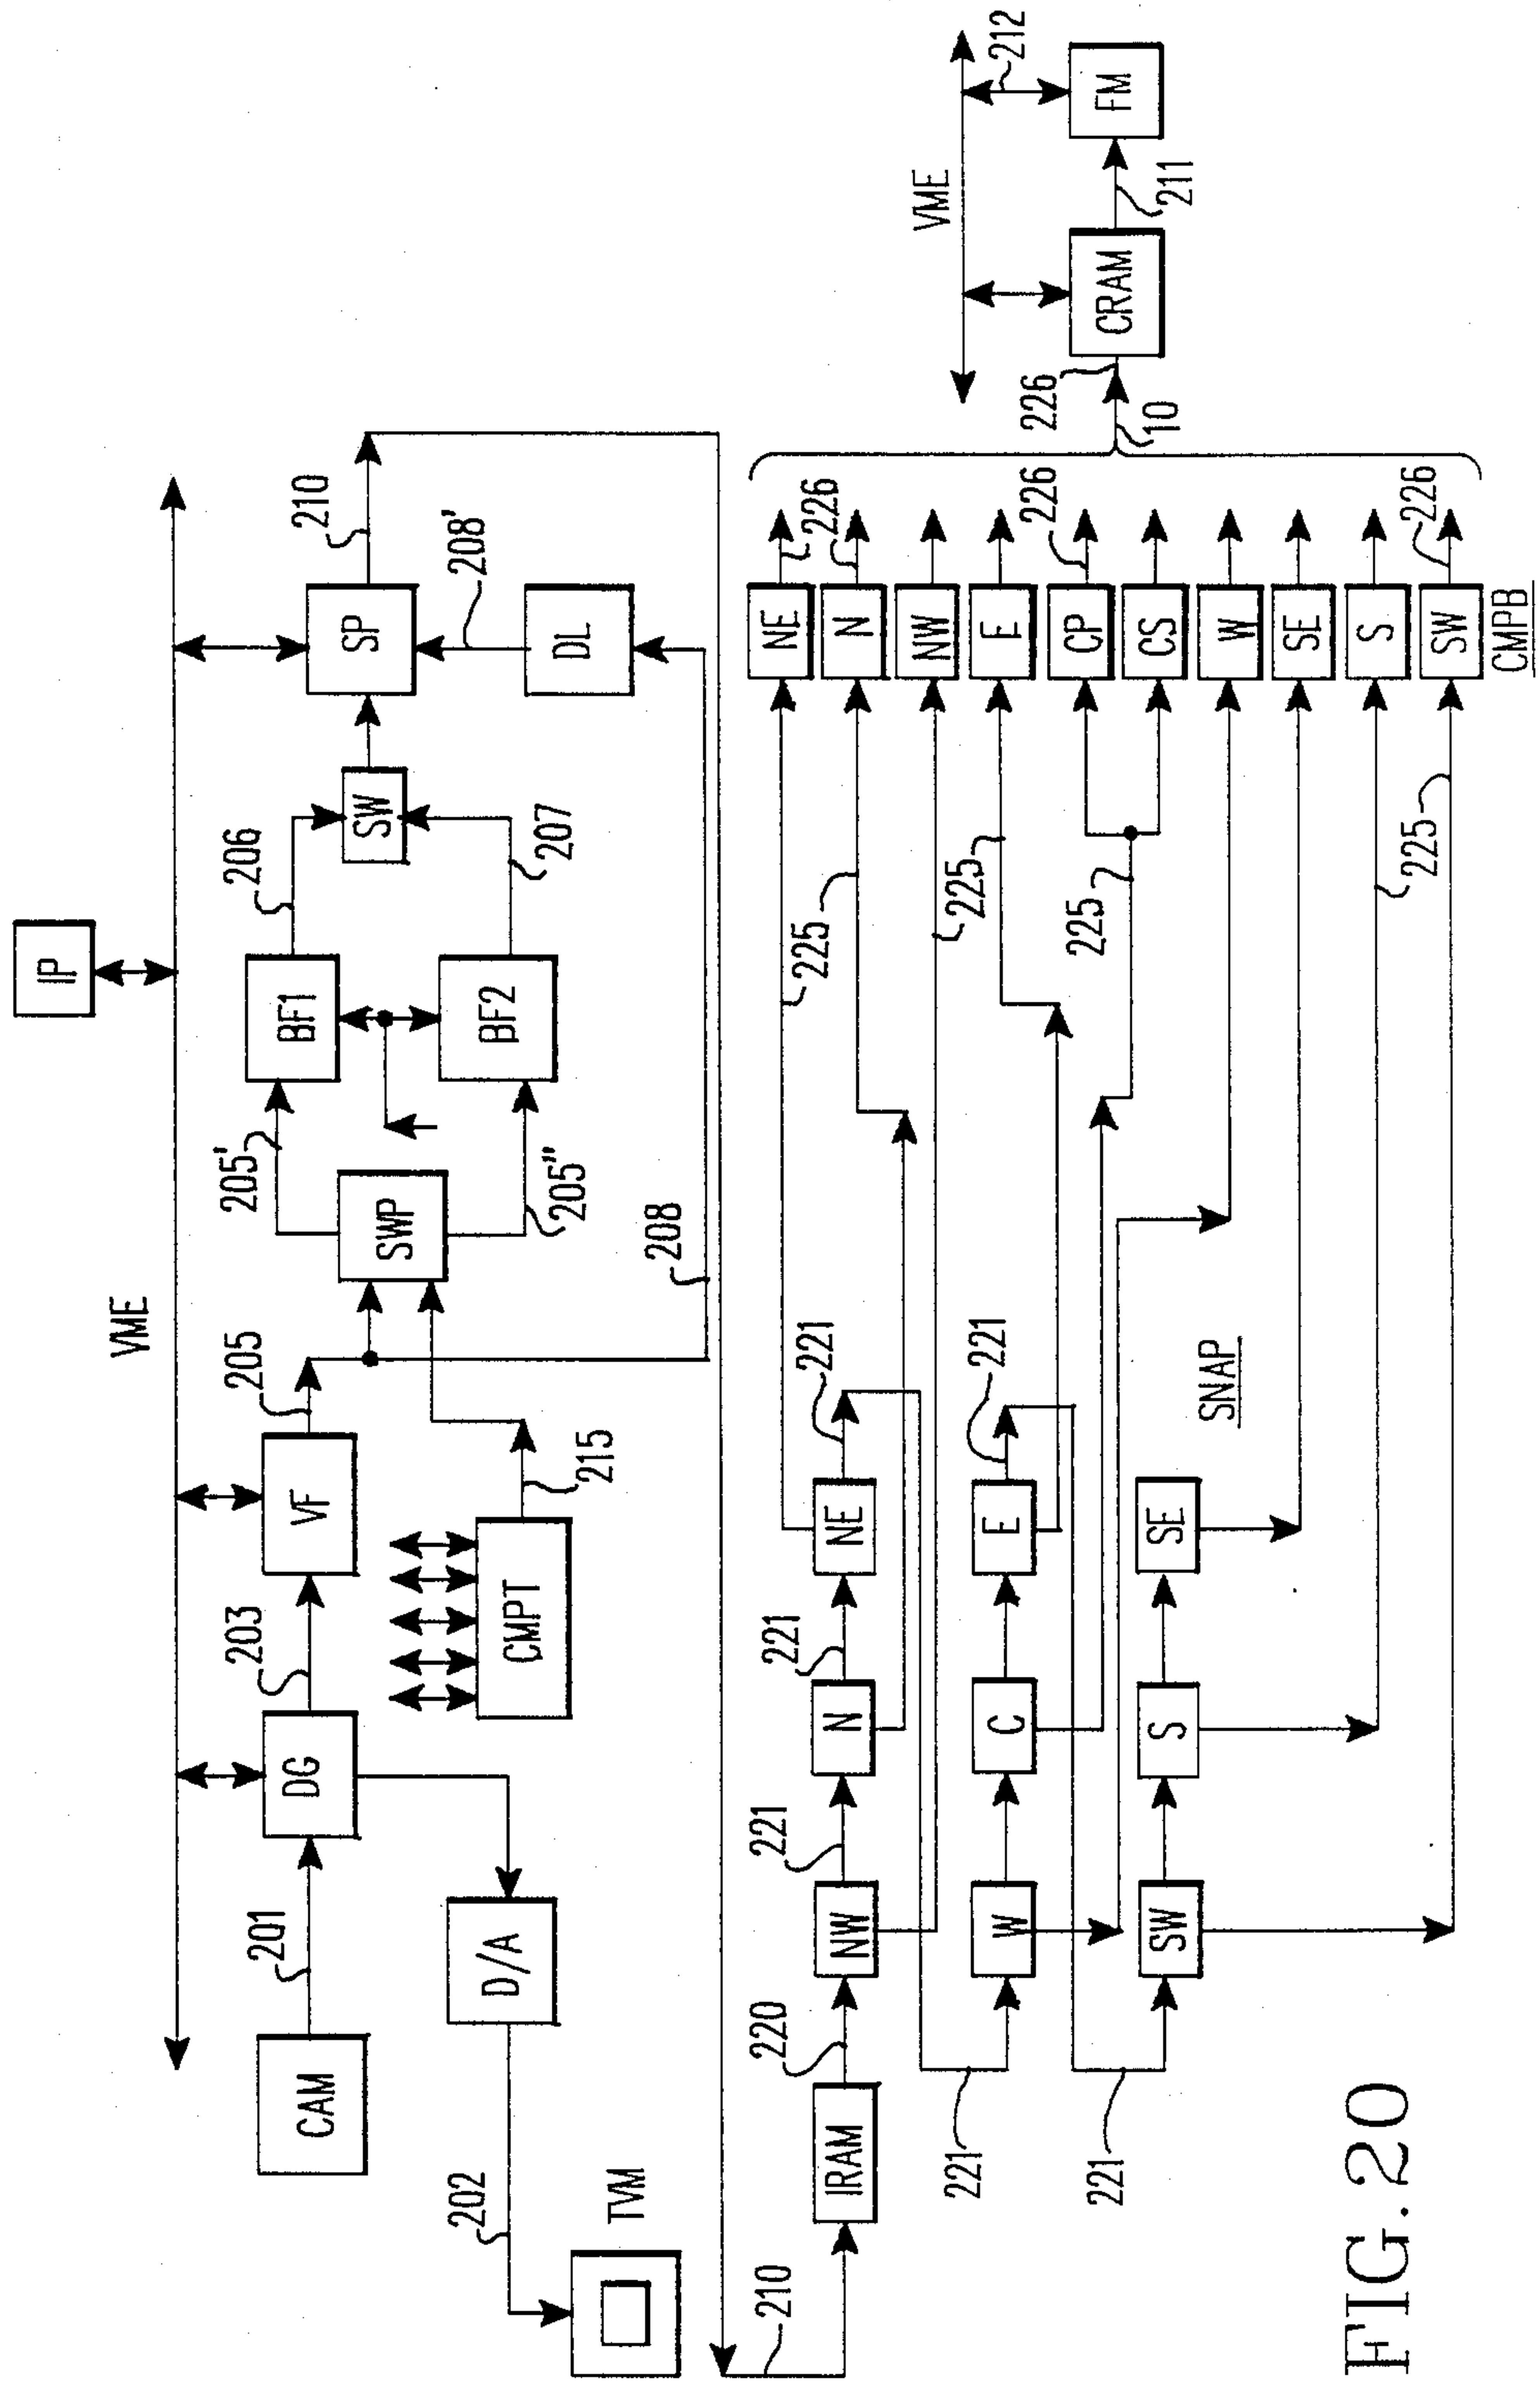 IP
VME
CAM
201
DG
203
VF
205
SWP
205'
205"
BF1
BF2
206
207
SW
SP
210
208'
DL
208
CMPT
215
D/A
202
TVM
210
IRAM
220
NW
221
N
221
NE
221
221
W
C
E
221
221
SW
S
SE
SNAP
225
225
225
225
225
225
NE
N
NW
E
CP
CS
W
SE
S
SW
CMPB
226
226
226
226
10
226
CRAM
211
FM
212
VME
FIG. 20